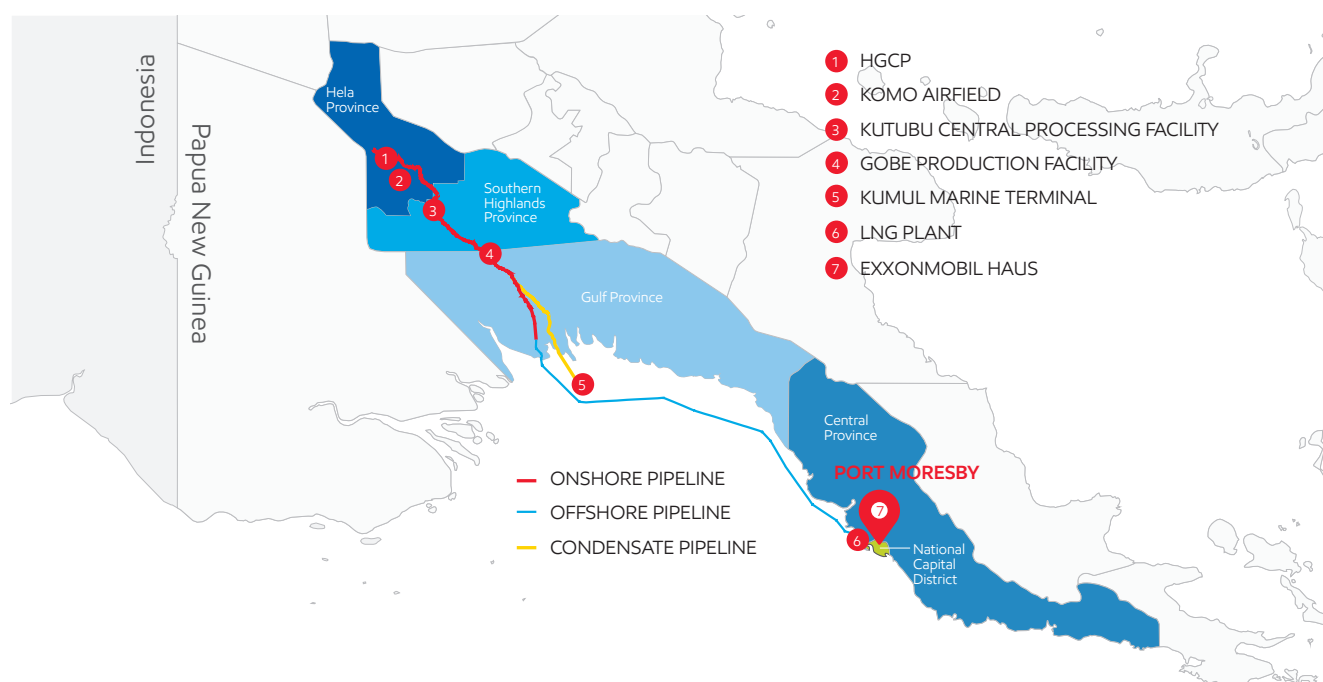 Indonesia
Papua New Guinea
Hela
Province
Southern
Highlands
Province
Gulf Province
Central
Province
PORT MORESBY
National
Capital
District
1
2
3
4
5
6
7
1 HGCP
2 KOMO AIRFIELD
3 KUTUBU CENTRAL PROCESSING FACILITY
4 GOBE PRODUCTION FACILITY
5 KUMUL MARINE TERMINAL
6 LNG PLANT
7 EXXONMOBIL HAUS
ONSHORE PIPELINE
OFFSHORE PIPELINE
CONDENSATE PIPELINE